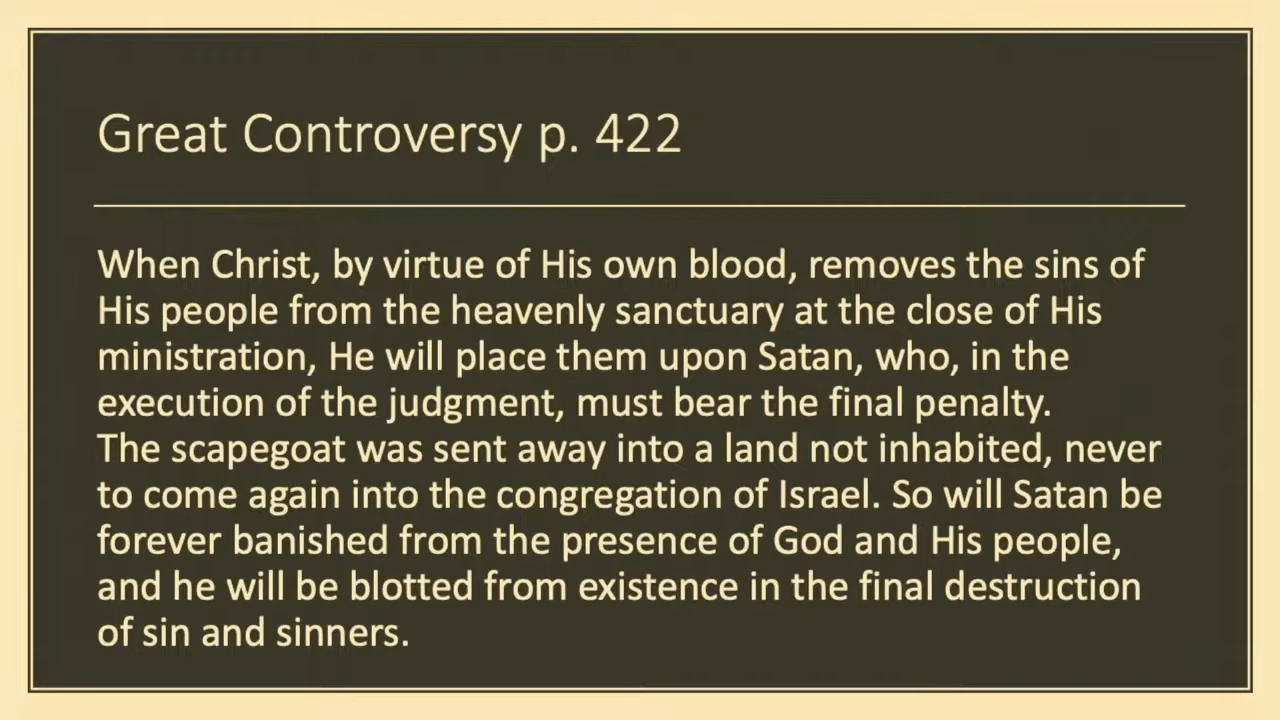 Great Controversy p. 422
When Christ, by virtue of His own blood, removes the sins of
His people from the heavenly sanctuary at the close of His
ministration, He will place them upon Satan, who, in the
execution of the judgment, must bear the final penalty.
The scapegoat was sent away into a land not inhabited, never
to come again into the congregation of Israel. So will Satan be
forever banished from the presence of God and His people,
and he will be blotted from existence in the final destruction
of sin and sinners.